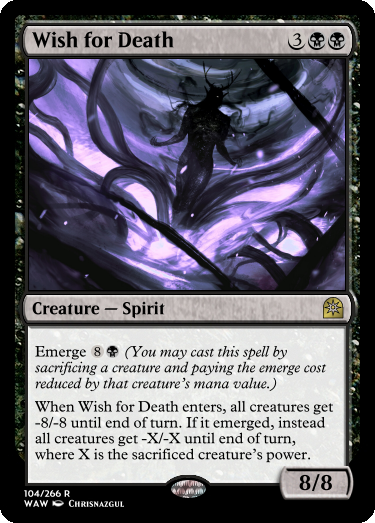 Wish for Death 3
Creature — Spirit
Emerge 8 (You may cast this spell by
sacrificing a creature and paying the emerge cost
reduced by that creature's mana value.)
When Wish for Death enters, all creatures get
-8/-8 until end of turn. If it emerged, instead
all creatures get -X/-X until end of turn,
where X is the sacrificed creature's power.
8/8
104/266 R
WAW Chrisnazgul